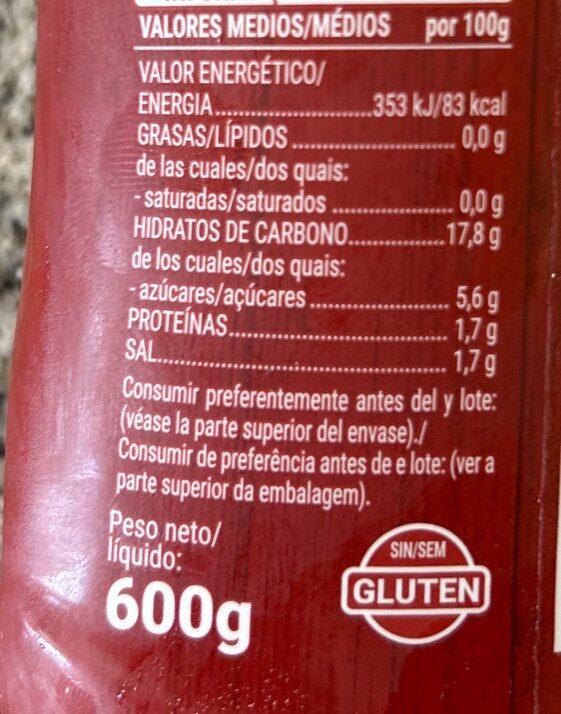 VALORES MEDIOS/MÉDIOS por 100g
VALOR ENERGÉTICO/
ENERGIA......................353 kJ/83 kcal
GRASAS/LÍPIDOS ....................... 0,0 g
de las cuales/dos quais:
- saturadas/saturados ................. 0,0 g
HIDRATOS DE CARBONO..............17,8 g
de los cuales/dos quais:
- azúcares/açúcares .................... 5,6 g
PROTEÍNAS............................... 1,7 g
SAL........................................ 1,7 g
Consumir preferentemente antes del y lote:
(véase la parte superior del envase)./
Consumir de preferência antes de e lote: (ver a
parte superior da embalagem).
Peso neto/
líquido:
600g
SIN/SEM
GLUTEN